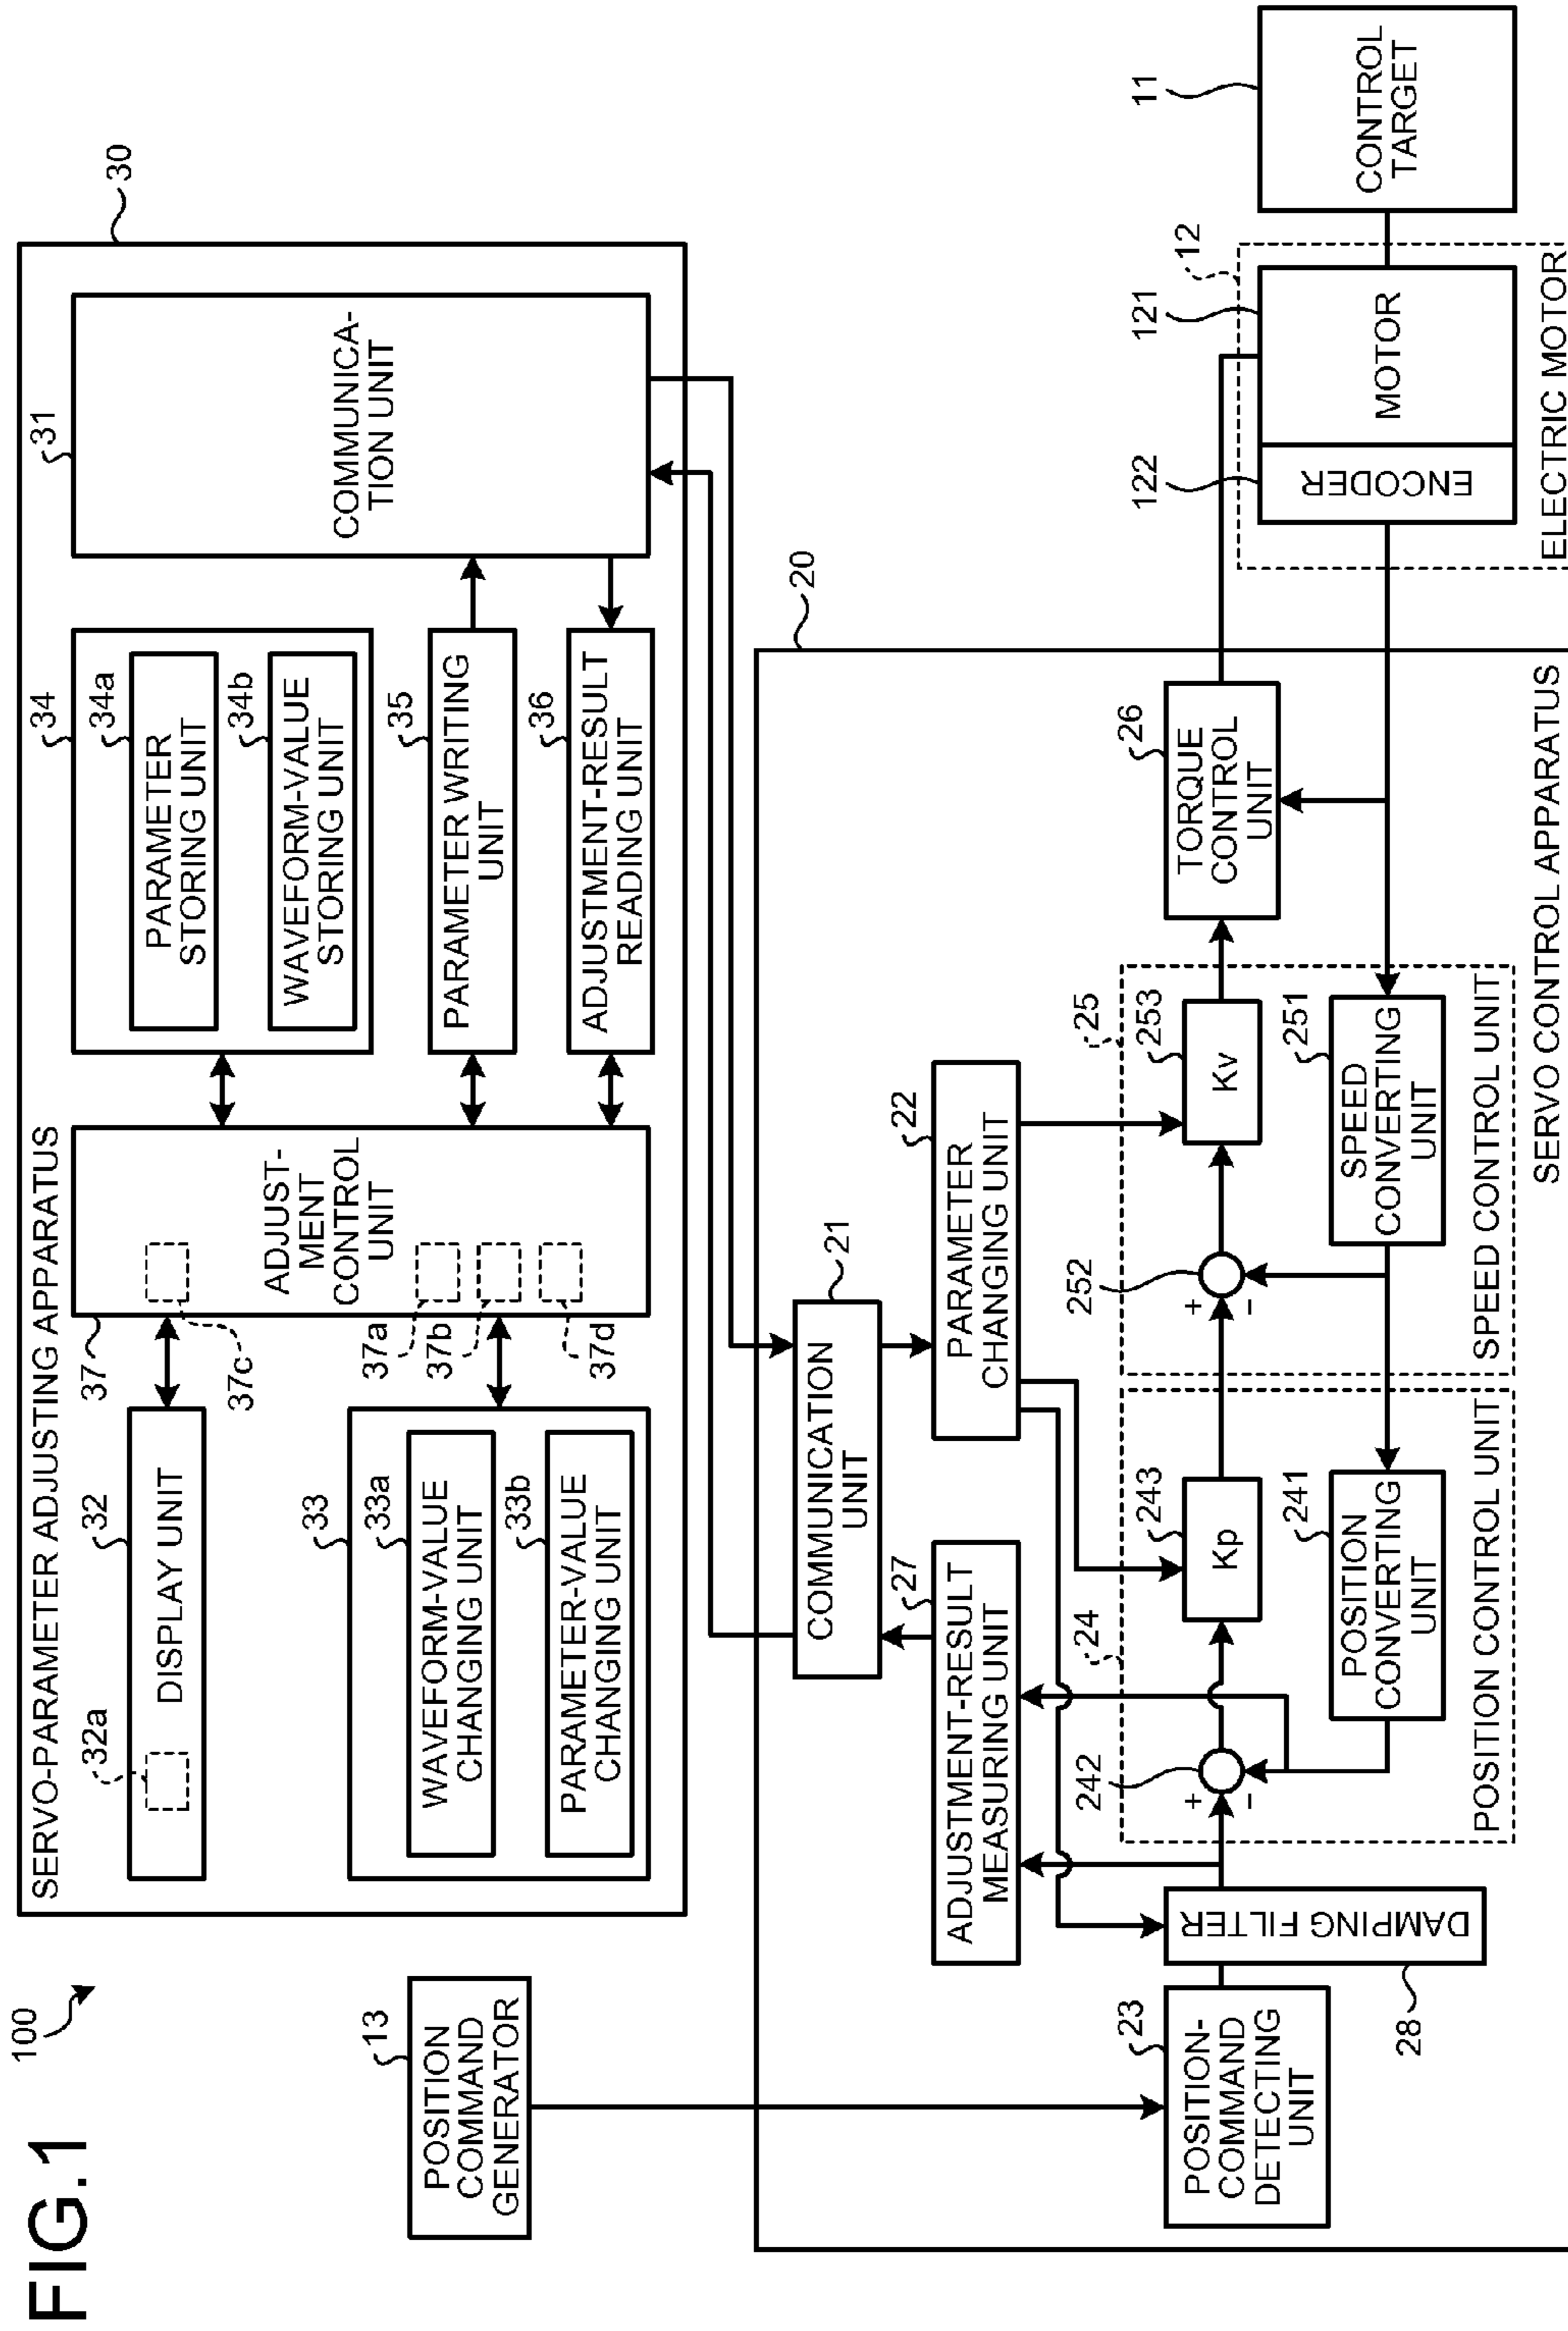 FIG.1
100
SERVO-PARAMETER ADJUSTING APPARATUS
30
32
32a
DISPLAY UNIT
33
33a
WAVEFORM-VALUE
CHANGING UNIT
33b
PARAMETER-VALUE
CHANGING UNIT
37
37c
37a
37b
37d
ADJUST-
MENT
CONTROL
UNIT
34
34a
PARAMETER
STORING UNIT
34b
WAVEFORM-VALUE
STORING UNIT
35
PARAMETER WRITING
UNIT
36
ADJUSTMENT-RESULT
READING UNIT
31
COMMUNICA-
TION UNIT
13
POSITION
COMMAND
GENERATOR
20
21
COMMUNICATION
UNIT
27
ADJUSTMENT-RESULT
MEASURING UNIT
22
PARAMETER
CHANGING UNIT
23
POSITION-
COMMAND
DETECTING
UNIT
28
DAMPING FILTER
24
242
+
-
243
Kp
241
POSITION
CONVERTING
UNIT
POSITION CONTROL UNIT
25
252
+
-
253
Kv
251
SPEED
CONVERTING
UNIT
SPEED CONTROL UNIT
26
TORQUE
CONTROL
UNIT
SERVO CONTROL APPARATUS
12
122
ENCODER
121
MOTOR
ELECTRIC MOTOR
11
CONTROL
TARGET